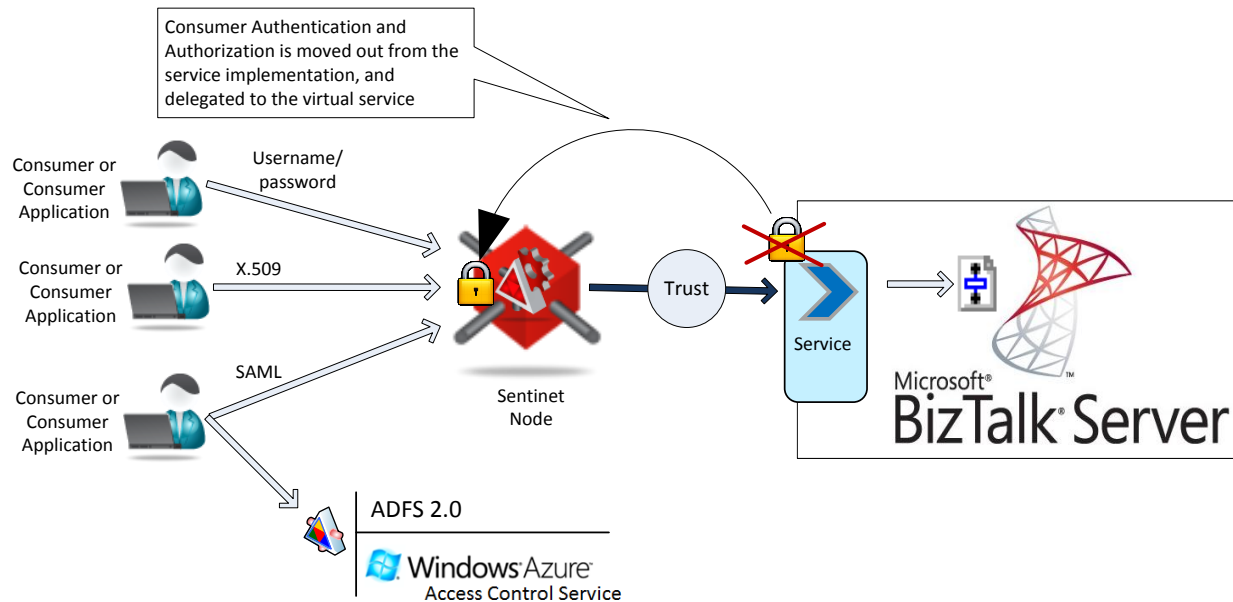 Consumer Authentication and
Authorization is moved out from the
service implementation, and
delegated to the virtual service
Consumer or
Consumer
Application
Username/
password
Consumer or
Consumer
Application
X.509
Consumer or
Consumer
Application
SAML
Sentinet
Node
Trust
Service
Microsoft®
BizTalk® Server
™
ADFS 2.0
Windows® Azure™
Access Control Service